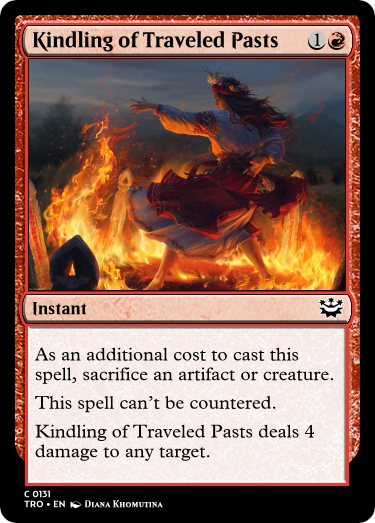 Kindling of Traveled Pasts 1
Instant
As an additional cost to cast this
spell, sacrifice an artifact or creature.
This spell can't be countered.
Kindling of Traveled Pasts deals 4
damage to any target.
C 0131
TRO • EN Diana Khomutina